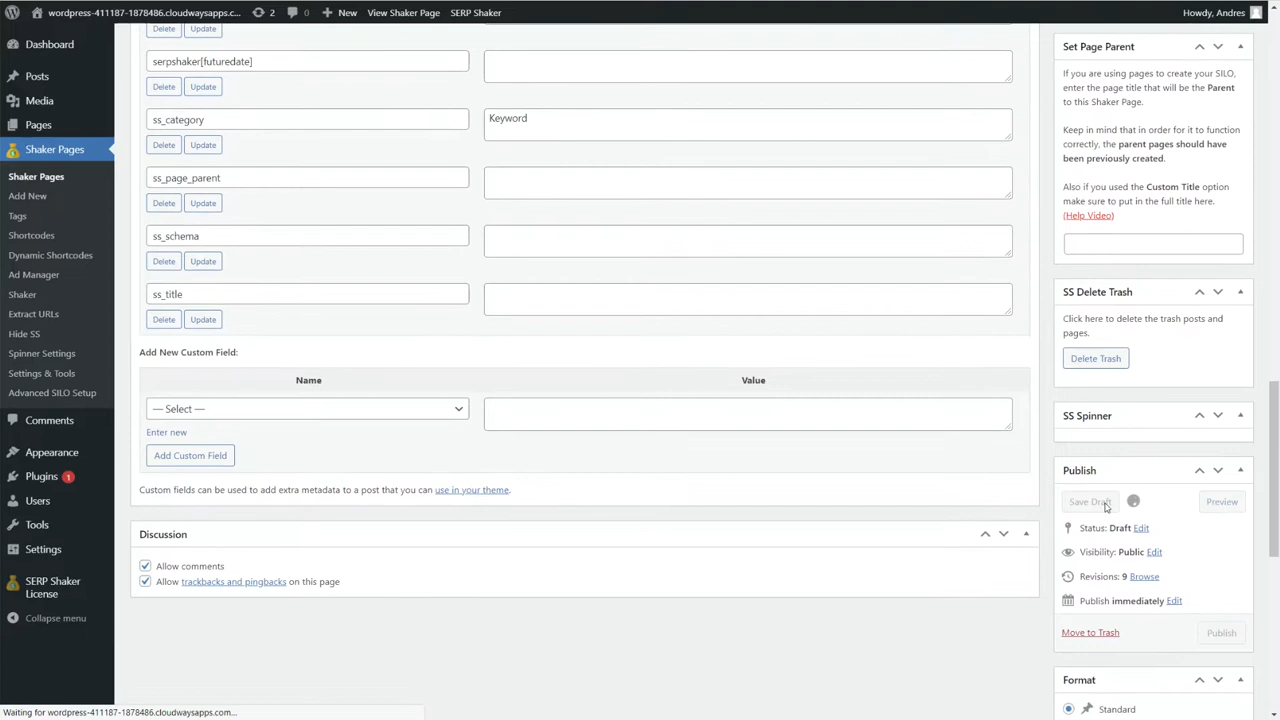 wordpress-411187-1878486.cloudwaysapps.c...
2
0
New
View Shaker Page
SERP Shaker
Howdy, Andres
Dashboard
Posts
Media
Pages
Shaker Pages
Shaker Pages
Add New
Tags
Shortcodes
Dynamic Shortcodes
Ad Manager
Shaker
Extract URLs
Hide SS
Spinner Settings
Settings & Tools
Advanced SILO Setup
Comments
Appearance
Plugins 1
Users
Tools
Settings
SERP Shaker
License
Collapse menu
Delete Update
serpshaker[futuredate]
Delete Update
ss_category
Keyword
Delete Update
ss_page_parent
Delete Update
ss_schema
Delete Update
ss_title
Delete Update
Add New Custom Field:
Name Value
— Select —
Enter new
Add Custom Field
Custom fields can be used to add extra metadata to a post that you can use in your theme.
Discussion
Allow comments
Allow trackbacks and pingbacks on this page
Set Page Parent
If you are using pages to create your SILO,
enter the page title that will be the Parent
to this Shaker Page.
Keep in mind that in order for it to function
correctly, the parent pages should have
been previously created.
Also if you used the Custom Title option
make sure to put in the full title here.
(Help Video)
SS Delete Trash
Click here to delete the trash posts and
pages.
Delete Trash
SS Spinner
Publish
Save Draft
Preview
Status: Draft Edit
Visibility: Public Edit
Revisions: 9 Browse
Publish immediately Edit
Move to Trash
Publish
Format
Standard
Waiting for wordpress-411187-1878486.cloudwaysapps.com...